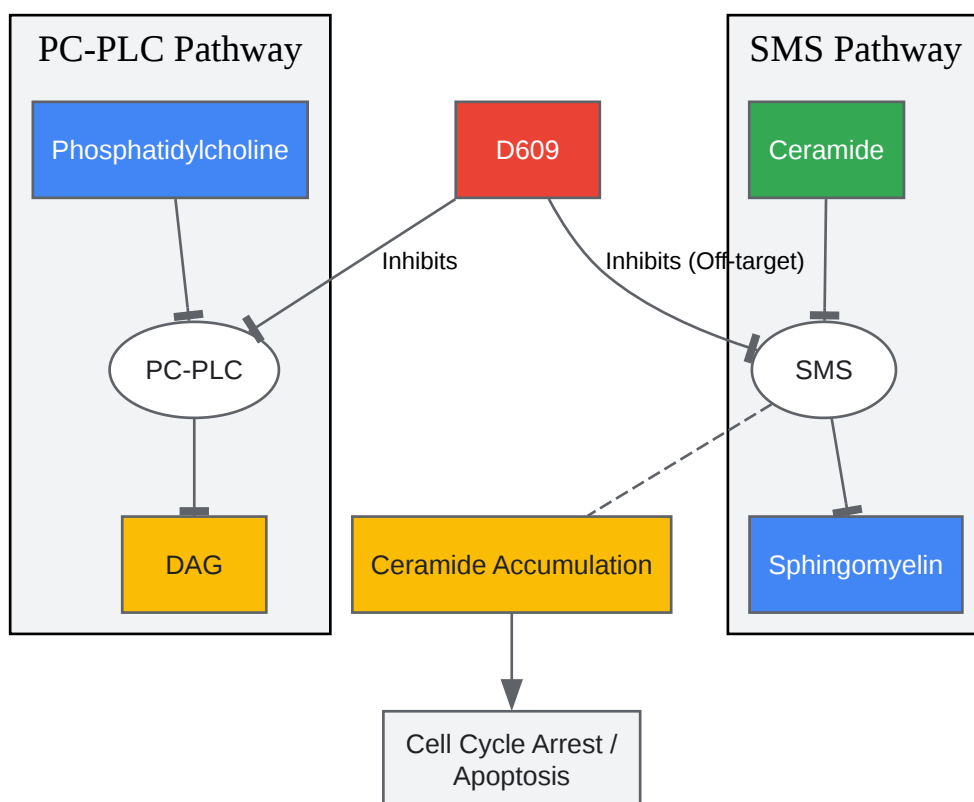 PC-PLC Pathway
SMS Pathway
Phosphatidylcholine
D609
Ceramide
Inhibits
Inhibits (Off-target)
PC-PLC
SMS
DAG
Ceramide Accumulation
Sphingomyelin
Cell Cycle Arrest /
Apoptosis